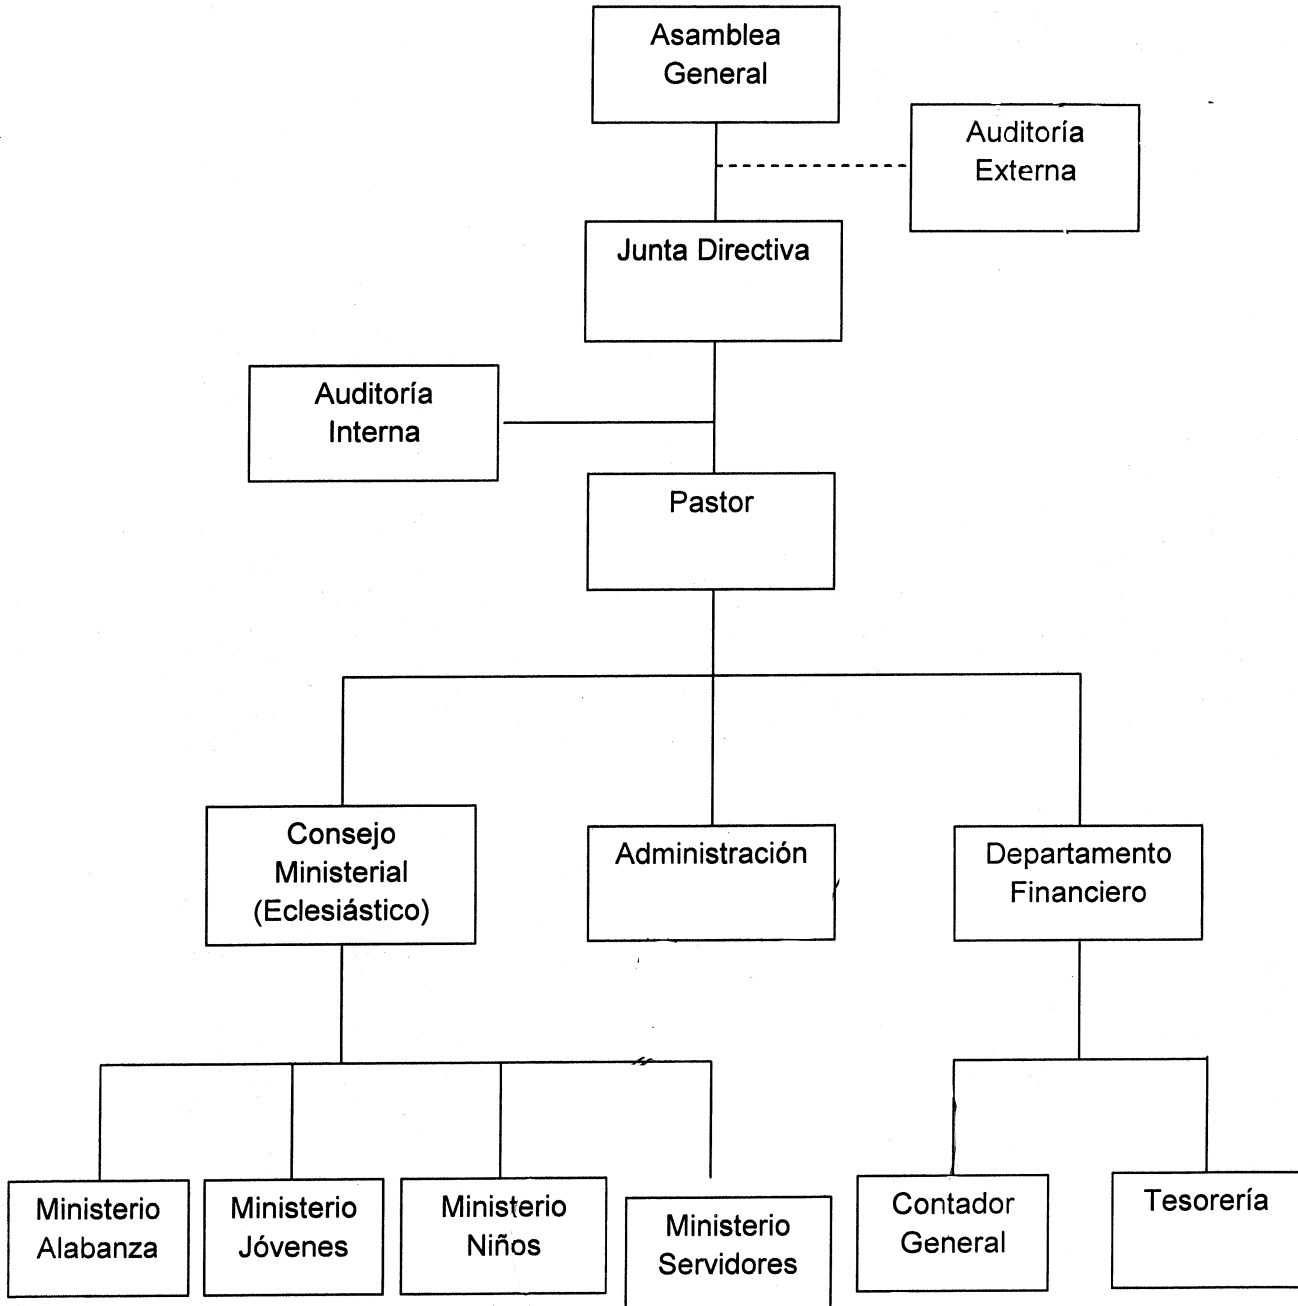 Asamblea
General
Auditoría
Externa
Junta Directiva
Auditoría
Interna
Pastor
Consejo
Ministerial
(Eclesiástico)
Administración
Departamento
Financiero
Ministerio
Alabanza
Ministerio
Jóvenes
Ministerio
Niños
Ministerio
Servidores
Contador
General
Tesorería